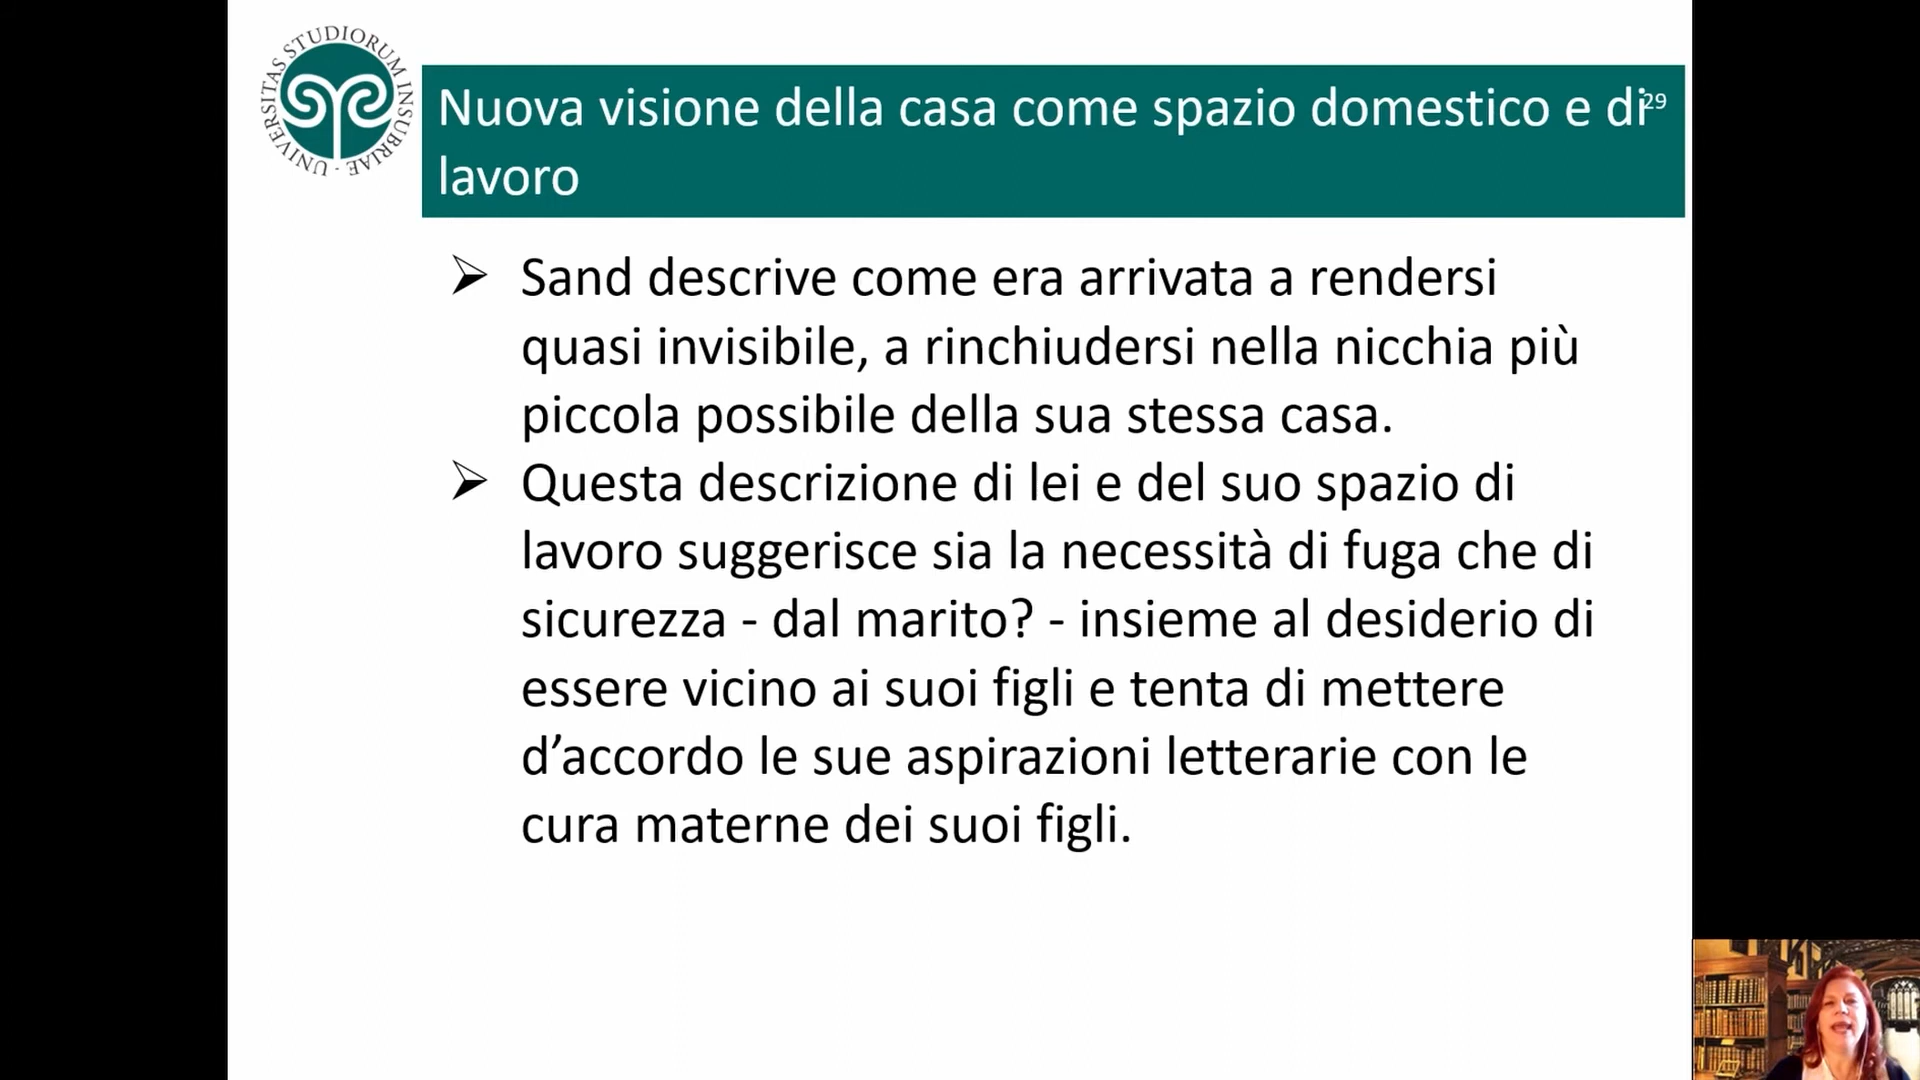 UNIVERSITAS STUDIORUM INSUBRIAE
Nuova visione della casa come spazio domestico e di
29
lavoro
➢ Sand descrive come era arrivata a rendersi
quasi invisibile, a rinchiudersi nella nicchia più
piccola possibile della sua stessa casa.
➢ Questa descrizione di lei e del suo spazio di
lavoro suggerisce sia la necessità di fuga che di
sicurezza - dal marito? - insieme al desiderio di
essere vicino ai suoi figli e tenta di mettere
d’accordo le sue aspirazioni letterarie con le
cura materne dei suoi figli.